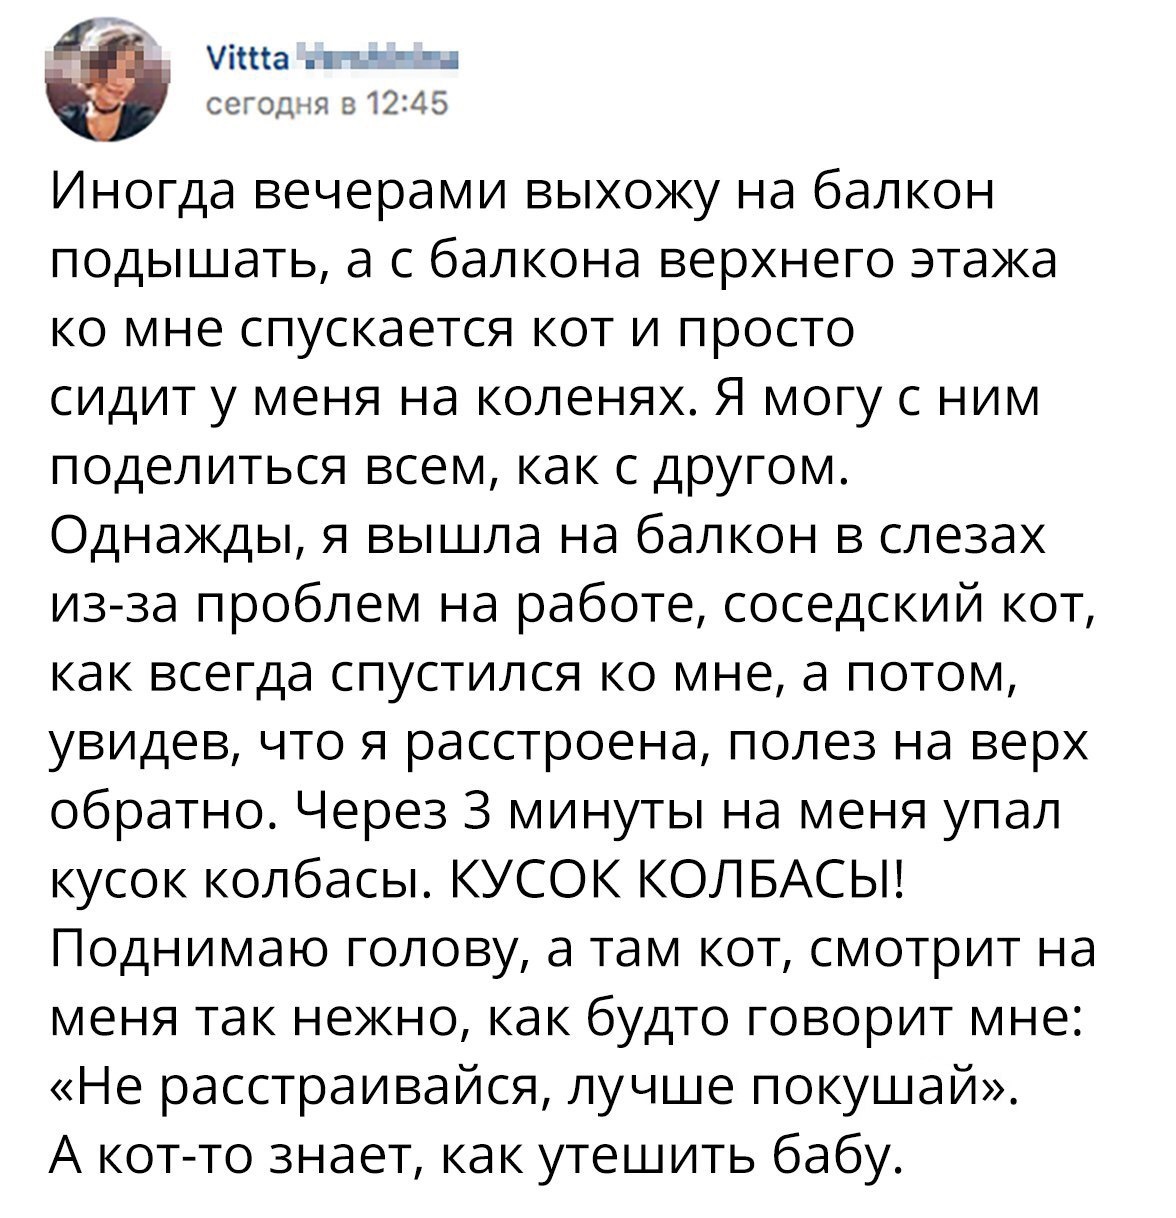 Vittta
сегодня в 12:45
Иногда вечерами выхожу на балкон
подышать, а с балкона верхнего этажа
ко мне спускается кот и просто
сидит у меня на коленях. Я могу с ним
поделиться всем, как с другом.
Однажды, я вышла на балкон в слезах
из-за проблем на работе, соседский кот,
как всегда спустился ко мне, а потом,
увидев, что я расстроена, полез на верх
обратно. Через 3 минуты на меня упал
кусок колбасы. КУСОК КОЛБАСЫ!
Поднимаю голову, а там кот, смотрит на
меня так нежно, как будто говорит мне:
«Не расстраивайся, лучше покушай».
А кот-то знает, как утешить бабу.